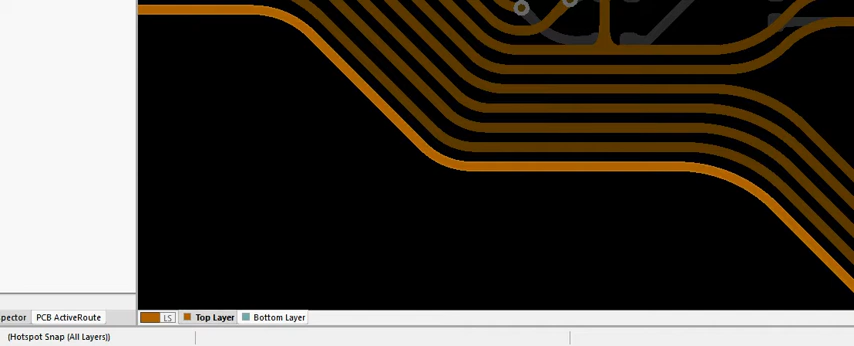 pector PCB ActiveRoute LS Top Layer Bottom Layer
(Hotspot Snap (All Layers))